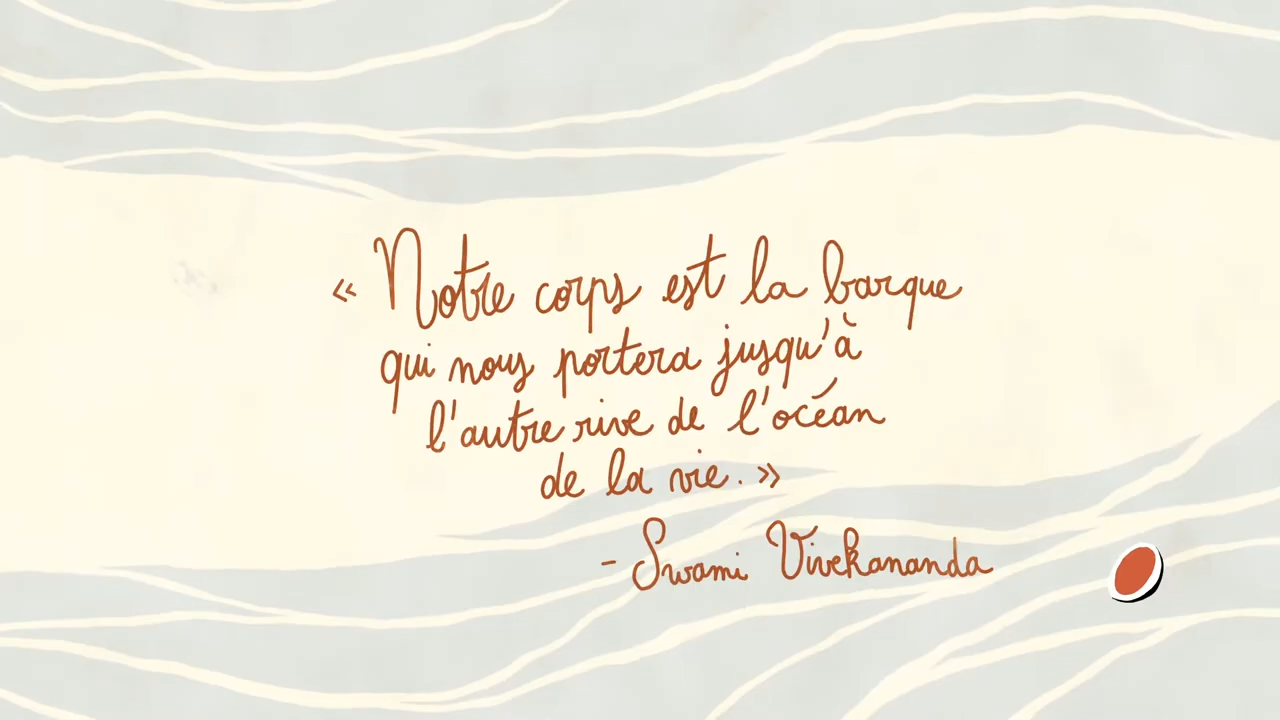 « Notre corps est la barque
qui nous portera jusqu'à
l'autre rive de l'océan
de la vie. »
- Swami Vivekananda